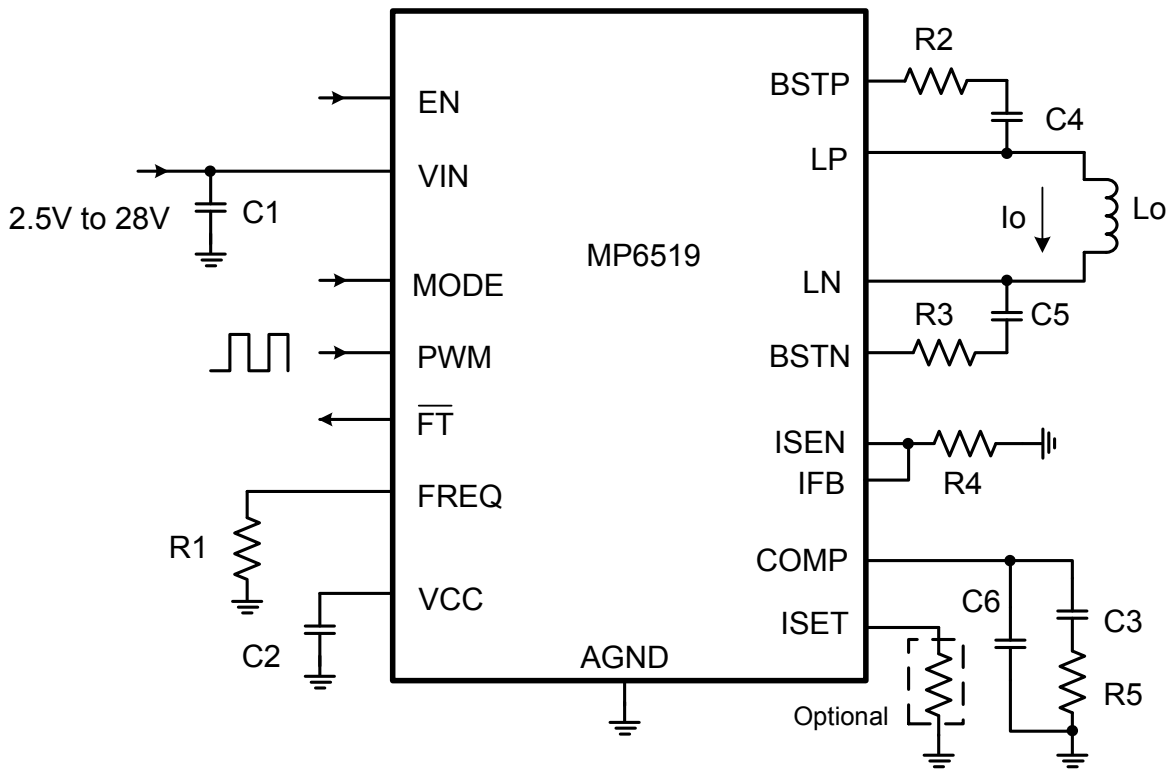 R2
BSTP
C4
EN
LP
VIN
2.5V to 28V
C1
Io
Lo
MP6519
MODE
LN
R3
C5
PWM
BSTN
FT
ISEN
IFB
R4
FREQ
R1
COMP
VCC
C6
C3
ISET
C2
AGND
R5
Optional